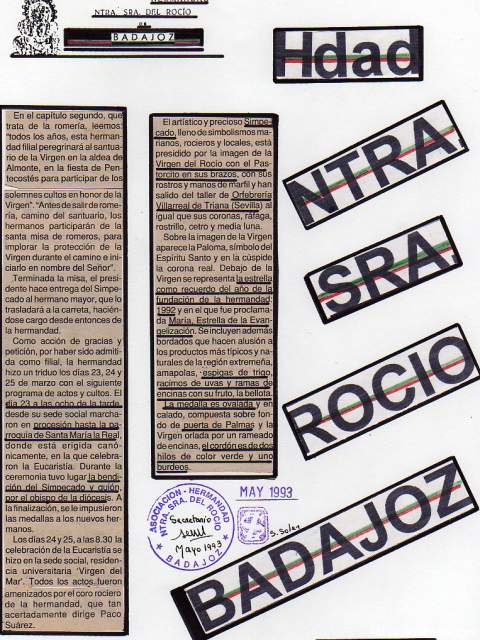 HERMANDAD
NTRA. SRA. DEL ROCÍO
BADAJOZ
Hdad
NTRA.
SRA.
ROCIO
BADAJOZ
En el capítulo segundo, que
trata de la romería, leemos:
"todos los años, esta herman-
dad filial peregrinará al santua-
rio de la Virgen en la aldea de
Almonte, en la fiesta de Pen-
tecostés para participar de los
solemnes cultos en honor de la
Virgen". "Antes de salir de rome-
ría, camino del santuario, los
hermanos participarán de la
santa misa de romeros, para
implorar la protección de la
Virgen durante el camino e ini-
ciarlo en nombre del Señor".
Terminada la misa, el presi-
dente hace entrega del Simpe-
cado al hermano mayor, que lo
trasladará a la carreta, hacién-
dose cargo desde entonces de
la hermandad.
Como acción de gracias y
petición, por haber sido admiti-
da como filial, la hermandad
hizo un triduo los días 23, 24 y
25 de marzo con el siguiente
programa de actos y cultos. El
día 23 a las ocho de la tarde,
desde su sede social marcha-
ron en procesión hasta la pa-
rroquia de Santa María la Real,
donde está erigida canó-
nicamente, en la que celebra-
ron la Eucaristía. Durante la
ceremonia tuvo lugar la bendi-
ción del Simpecado y guión,
por el obispo de la diócesis. A
la finalización, se le impusieron
las medallas a los nuevos her-
manos.
Los días 24 y 25, a las 8.30 la
celebración de la Eucaristía se
hizo en la sede social, residen-
cia universitaria 'Virgen del
Mar'. Todos los actos fueron
amenizados por el coro rociero
de la hermandad, que tan
acertadamente dirige Paco
Suárez.
El artístico y precioso Simpe-
cado, lleno de simbolismos ma-
rianos, rocieros y locales, está
presidido por la imagen de la
Virgen del Rocío con el Pas-
torcito en sus brazos, con sus
rostros y manos de marfil y han
salido del taller de Orfebrería
Villarreal de Triana (Sevilla) al
igual que sus coronas, ráfaga,
rostrillo, cetro y media luna.
Sobre la imagen de la Virgen
aparece la Paloma, símbolo del
Espíritu Santo y en la cúspide
la corona real. Debajo de la
Virgen se representa la estrella
como recuerdo del año de la
fundación de la hermandad:
1992 y en el que fue proclama-
da María, Estrella de la Evan-
gelización. Se incluyen además
bordados que hacen alusión a
los productos más típicos y na-
turales de la región extremeña,
amapolas, espigas de trigo,
racimos de uvas y ramas de
encinas con su fruto, la bellota.
La medalla es ovalada y en
calado, compuesta sobre fon-
do de puerta de Palmas y la
Virgen orlada por un rameado
de encinas, el cordón es de dos
hilos de color verde y uno
burdeos.
MAY 1993
ASOCIACION - HERMANDAD
NTRA. SRA. DEL ROCIO
BADAJOZ
Secretario
Mayo 1993